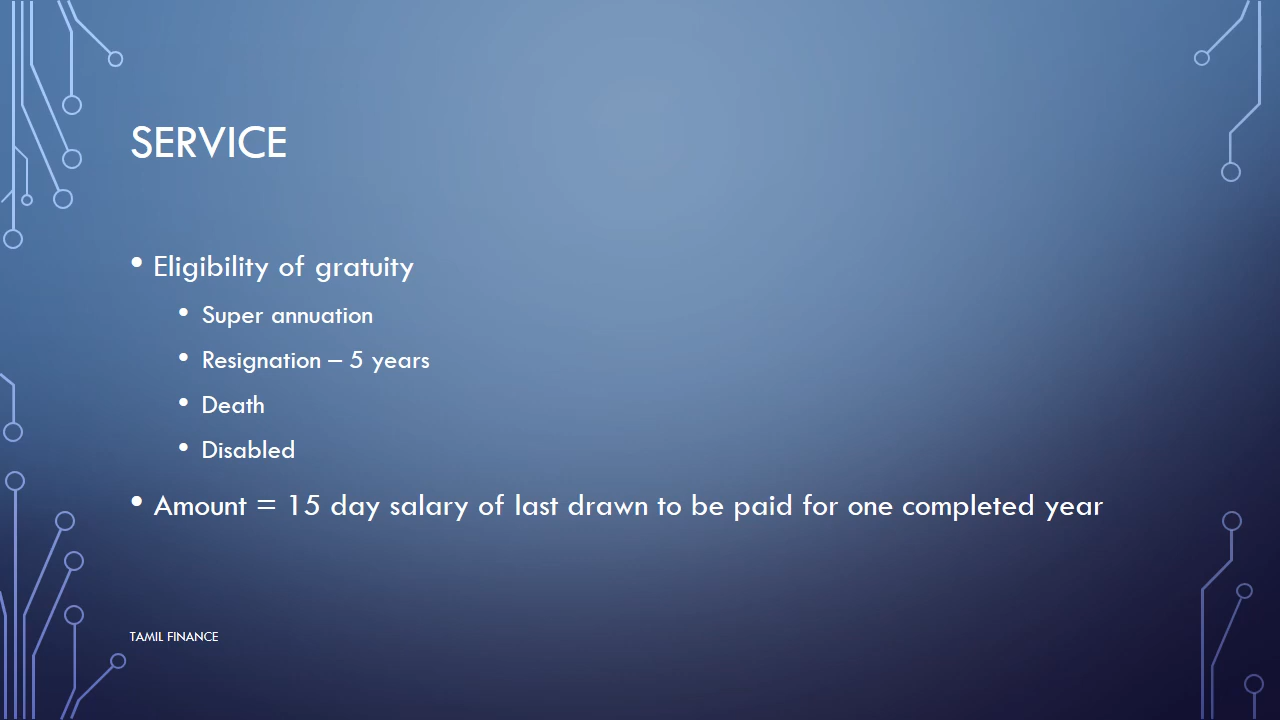 SERVICE
• Eligibility of gratuity
• Super annuation
• Resignation – 5 years
• Death
• Disabled
• Amount = 15 day salary of last drawn to be paid for one completed year
TAMIL FINANCE